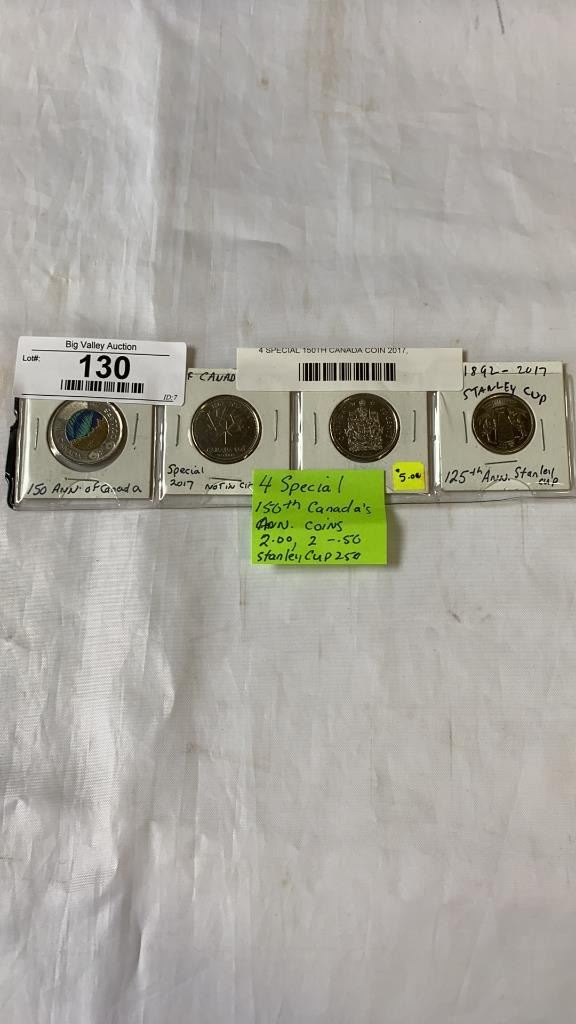 Big Valley Auction
Lot#:
130
ID:7
4 SPECIAL 150TH CANADA COIN 2017,
150 ANN. of Canada
F CANAD
Special
2017 NOT IN CI
$5.00
1892-2017
STANLEY CUP
125th ANN. Stanley
cup
4 Special
150th Canada's
ANN. COINS
2.00, 2 -.50
Stanley Cup 25¢